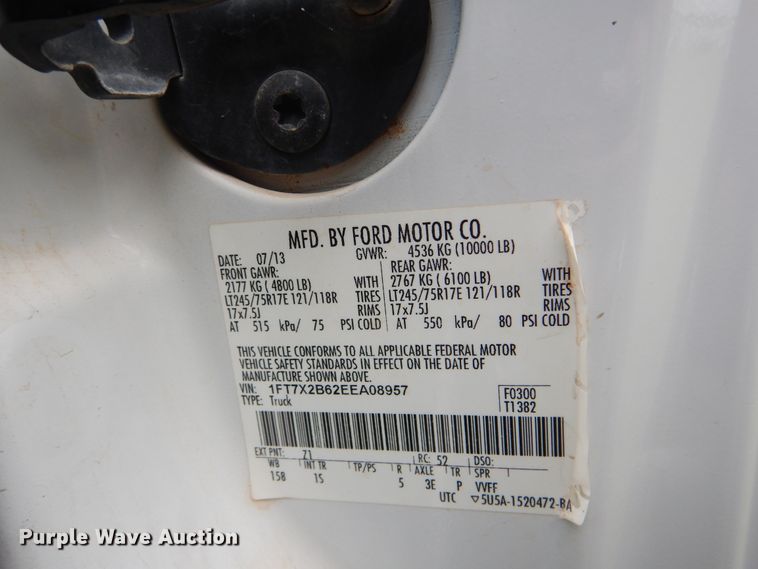 MFD. BY FORD MOTOR CO.
DATE: 07/13 GVWR: 4536 KG (10000 LB)
FRONT GAWR: REAR GAWR:
2177 KG ( 4800 LB) WITH 2767 KG ( 6100 LB) WITH
LT245/75R17E 121/118R TIRES LT245/75R17E 121/118R TIRES
17x7.5J RIMS 17x7.5J RIMS
AT 515 kPa/ 75 PSI COLD AT 550 kPa/ 80 PSI COLD
THIS VEHICLE CONFORMS TO ALL APPLICABLE FEDERAL MOTOR
VEHICLE SAFETY STANDARDS IN EFFECT ON THE DATE OF
MANUFACTURE SHOWN ABOVE.
VIN: 1FT7X2B62EEA08957 F0300
TYPE: Truck T1382
EXT PNT: Z1 RC: 52 DSO:
WB INT TR TP/PS R AXLE TR SPR
158 1S 5 3E P VVFF
UTC ▽5U5A-1520472-BA
Purple Wave Auction